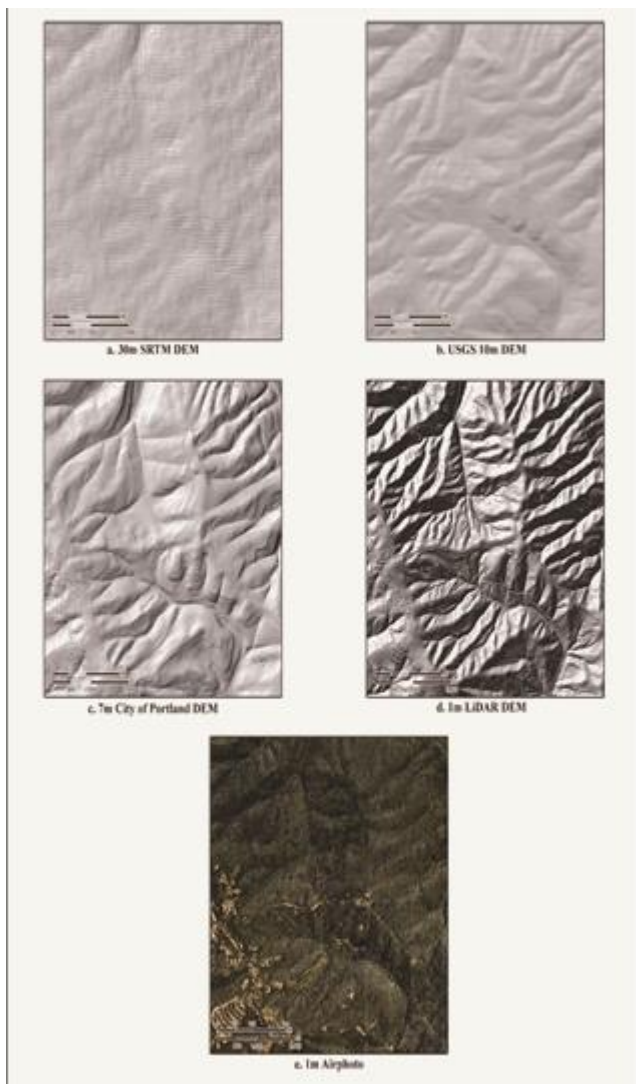 a. 30m SRTM DEM
b. USGS 10m DEM
c. 7m City of Portland DEM
d. 1m LiDAR DEM
e. 1m Airphoto